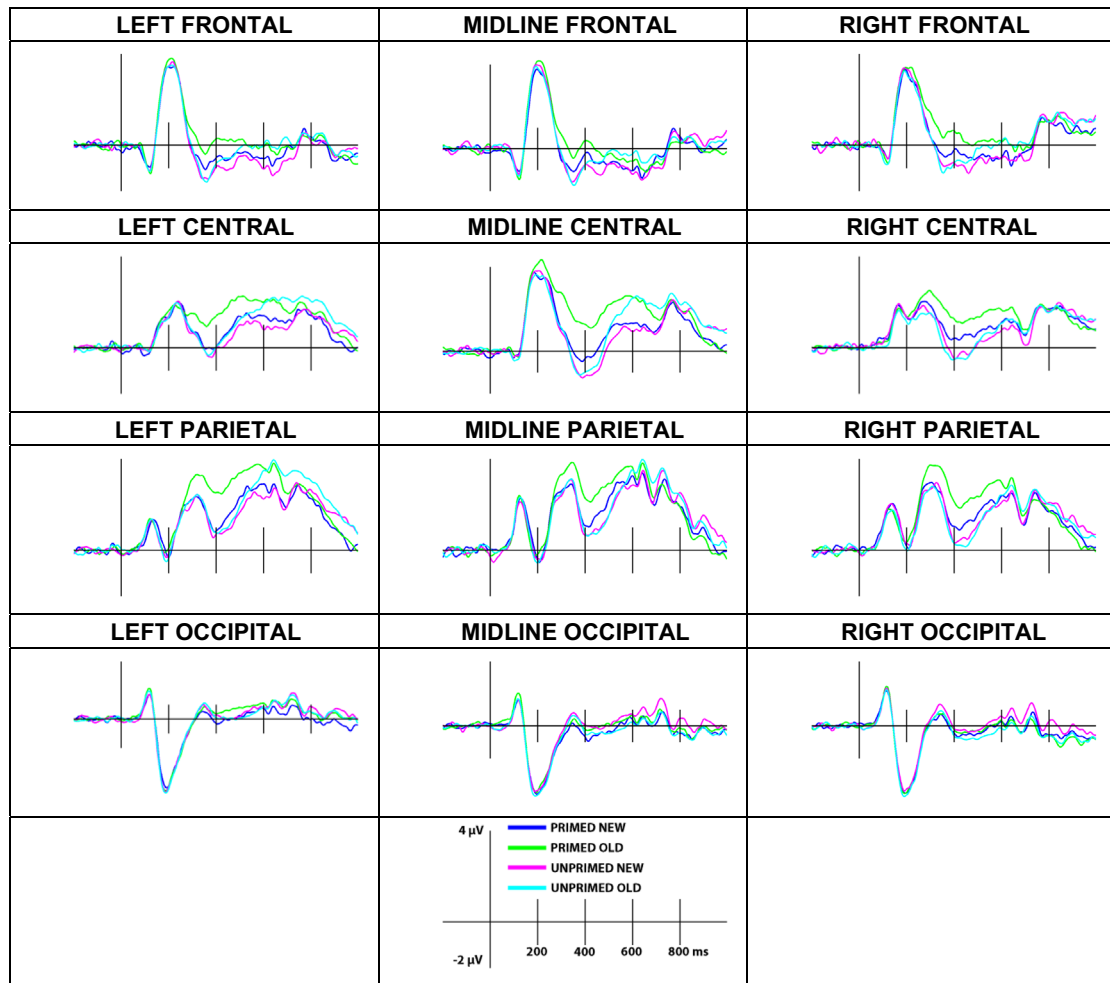 LEFT FRONTAL MIDLINE FRONTAL RIGHT FRONTAL
LEFT CENTRAL MIDLINE CENTRAL RIGHT CENTRAL
LEFT PARIETAL MIDLINE PARIETAL RIGHT PARIETAL
LEFT OCCIPITAL MIDLINE OCCIPITAL RIGHT OCCIPITAL
4 µV
PRIMED NEW
PRIMED OLD
UNPRIMED NEW
UNPRIMED OLD
200 400 600 800 ms
-2 µV